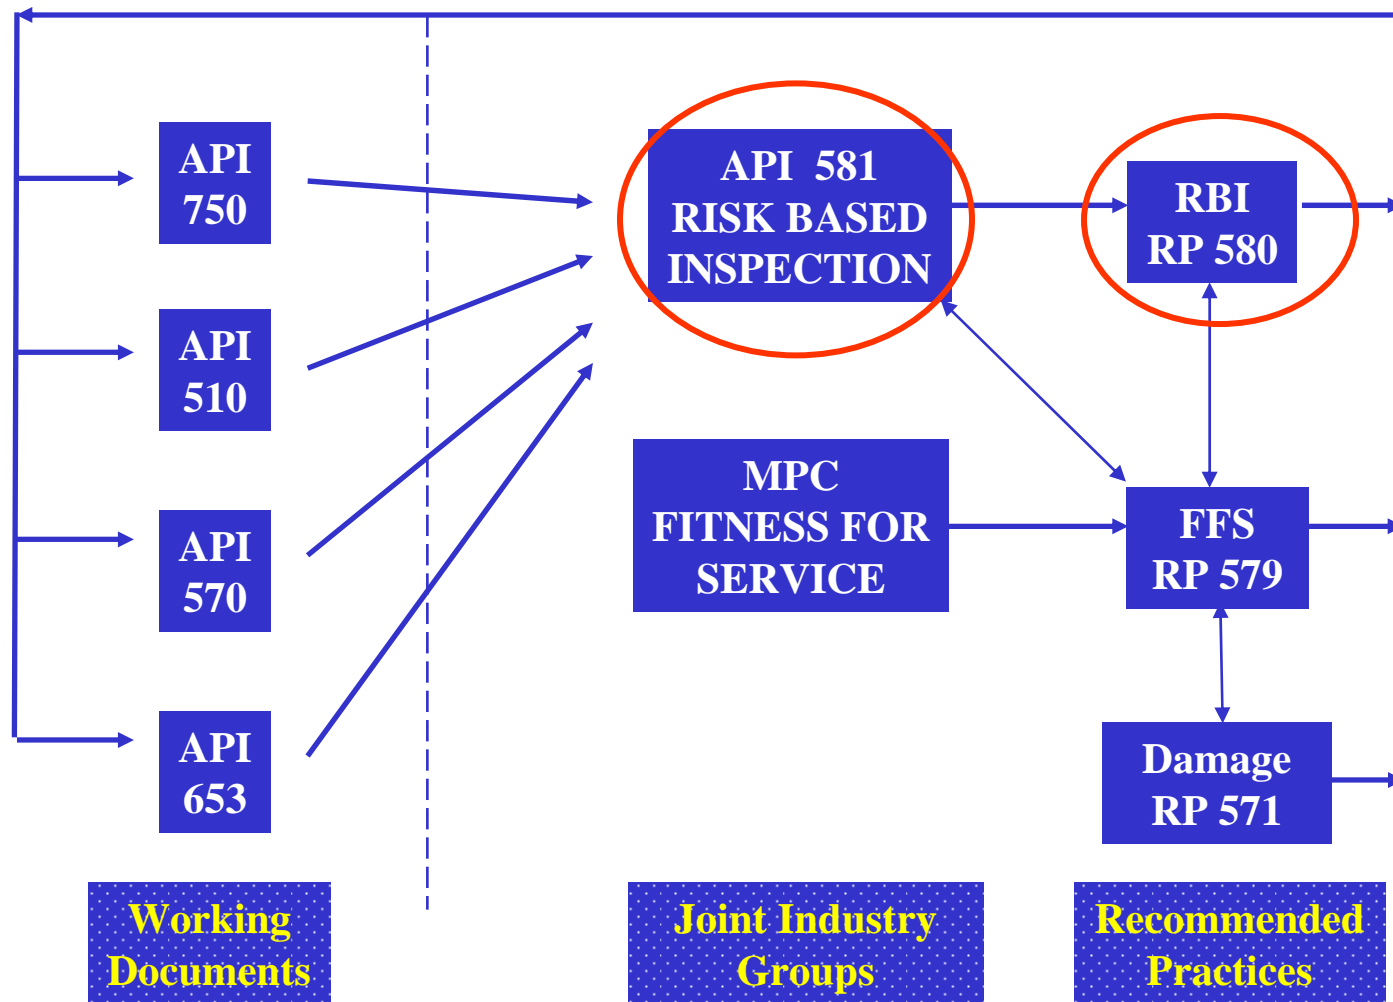 API
750
API
510
API
570
API
653
API 581
RISK BASED
INSPECTION
MPC
FITNESS FOR
SERVICE
RBI
RP 580
FFS
RP 579
Damage
RP 571
Working
Documents
Joint Industry
Groups
Recommended
Practices